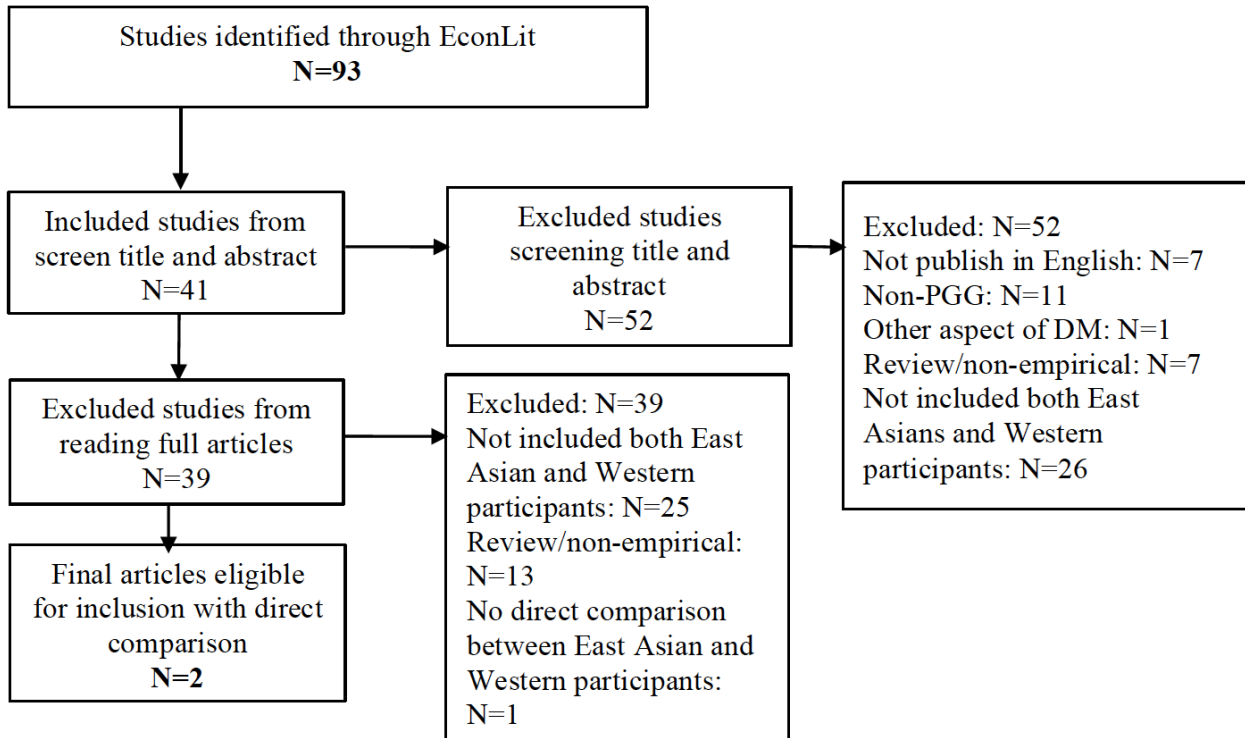 Studies identified through EconLit
N=93
Included studies from
screen title and abstract
N=41
Excluded studies
screening title and
abstract
N=52
Excluded: N=52
Not publish in English: N=7
Non-PGG: N=11
Other aspect of DM: N=1
Review/non-empirical: N=7
Not included both East
Asians and Western
participants: N=26
Excluded studies from
reading full articles
N=39
Excluded: N=39
Not included both East
Asian and Western
participants: N=25
Review/non-empirical:
N=13
No direct comparison
between East Asian and
Western participants:
N=1
Final articles eligible
for inclusion with direct
comparison
N=2